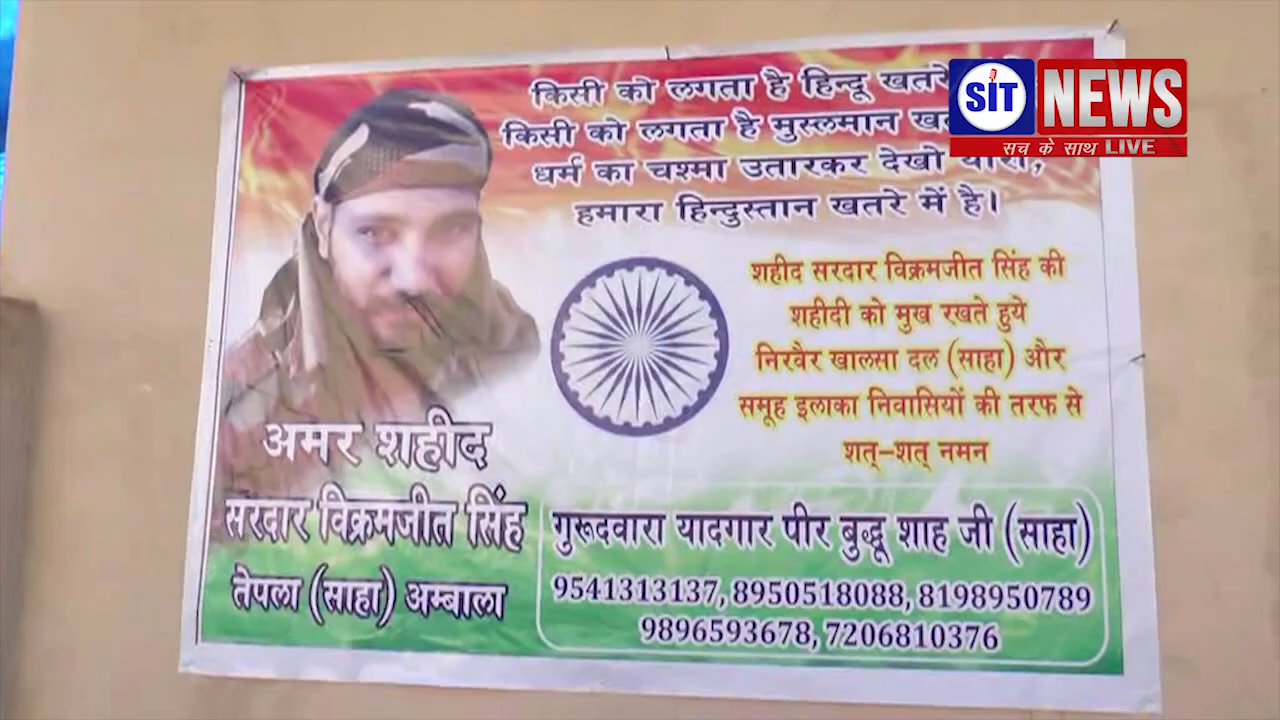 किसी को लगता है हिन्दू खतरे
किसी को लगता है मुस्लमान
धर्म का चश्मा उतारकर देखो यारों,
हमारा हिन्दुस्तान खतरे में है।
शहीद सरदार विक्रमजीत सिंह की
शहीदी को मुख रखते हुये
निरवैर खालसा दल (साहा) और
समूह इलाका निवासियों की तरफ से
शत्-शत् नमन
अमर शहीद
सरदार विक्रमजीत सिंह
तेपला (साहा) अम्बाला
गुरूदवारा यादगार पीर बुद्धू शाह जी (साहा)
9541313137, 8950518088, 8198950789
9896593678, 7206810376
SIT NEWS
सच के साथ LIVE